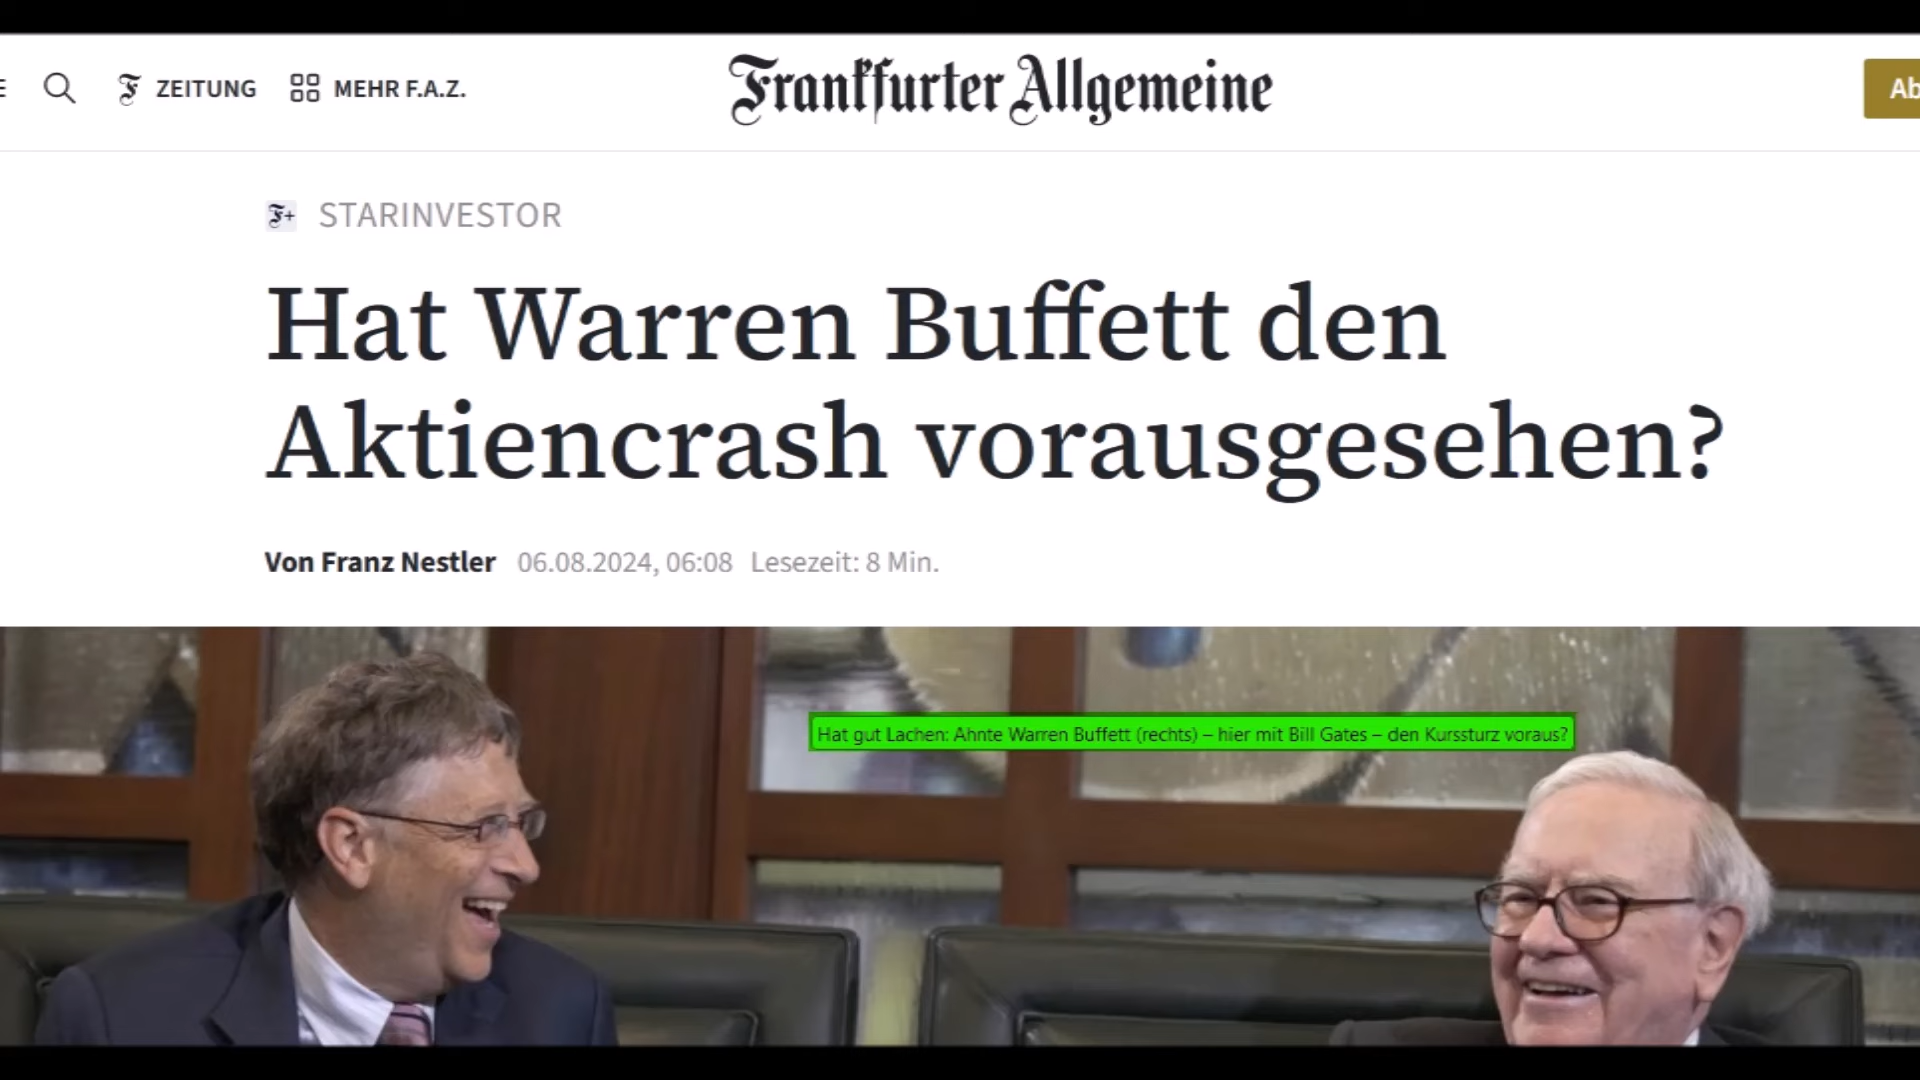 ZEITUNG MEHR F.A.Z. Frankfurter Allgemeine Ab
F+ STARINVESTOR
Hat Warren Buffett den
Aktiencrash vorausgesehen?
Von Franz Nestler 06.08.2024, 06:08 Lesezeit: 8 Min.
Hat gut Lachen: Ahnte Warren Buffett (rechts) – hier mit Bill Gates – den Kurssturz voraus?